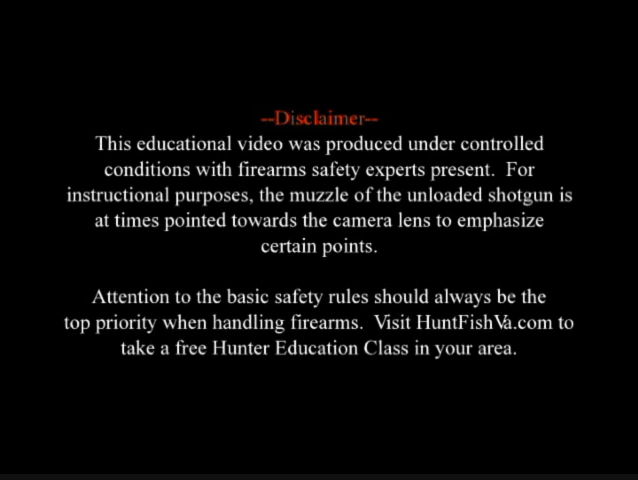 --Disclaimer--
This educational video was produced under controlled
conditions with firearms safety experts present.  For
instructional purposes, the muzzle of the unloaded shotgun is
at times pointed towards the camera lens to emphasize
certain points.
Attention to the basic safety rules should always be the
top priority when handling firearms.  Visit HuntFishVa.com to
take a free Hunter Education Class in your area.